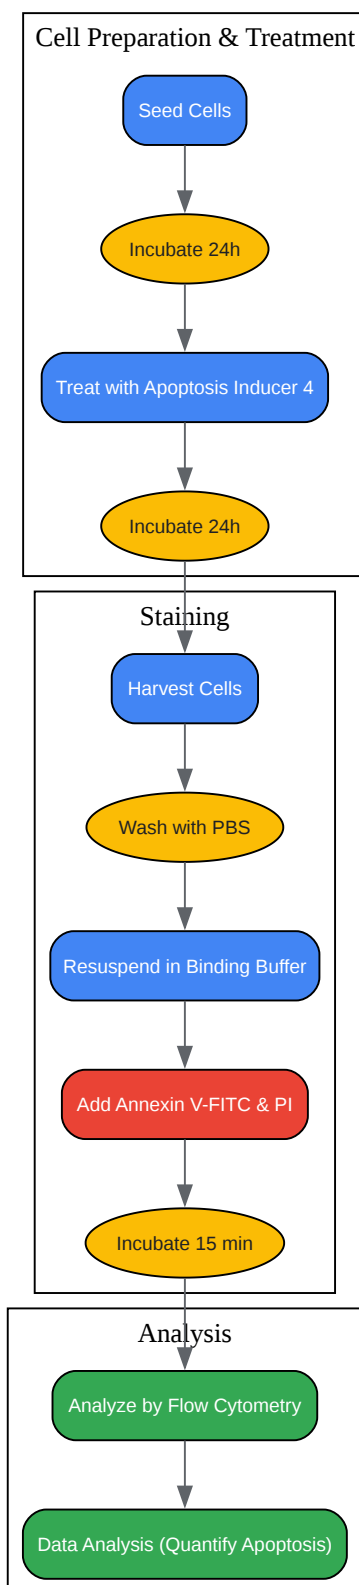 Cell Preparation & Treatment
Seed Cells
Incubate 24h
Treat with Apoptosis Inducer 4
Incubate 24h
Staining
Harvest Cells
Wash with PBS
Resuspend in Binding Buffer
Add Annexin V-FITC & PI
Incubate 15 min
Analysis
Analyze by Flow Cytometry
Data Analysis (Quantify Apoptosis)